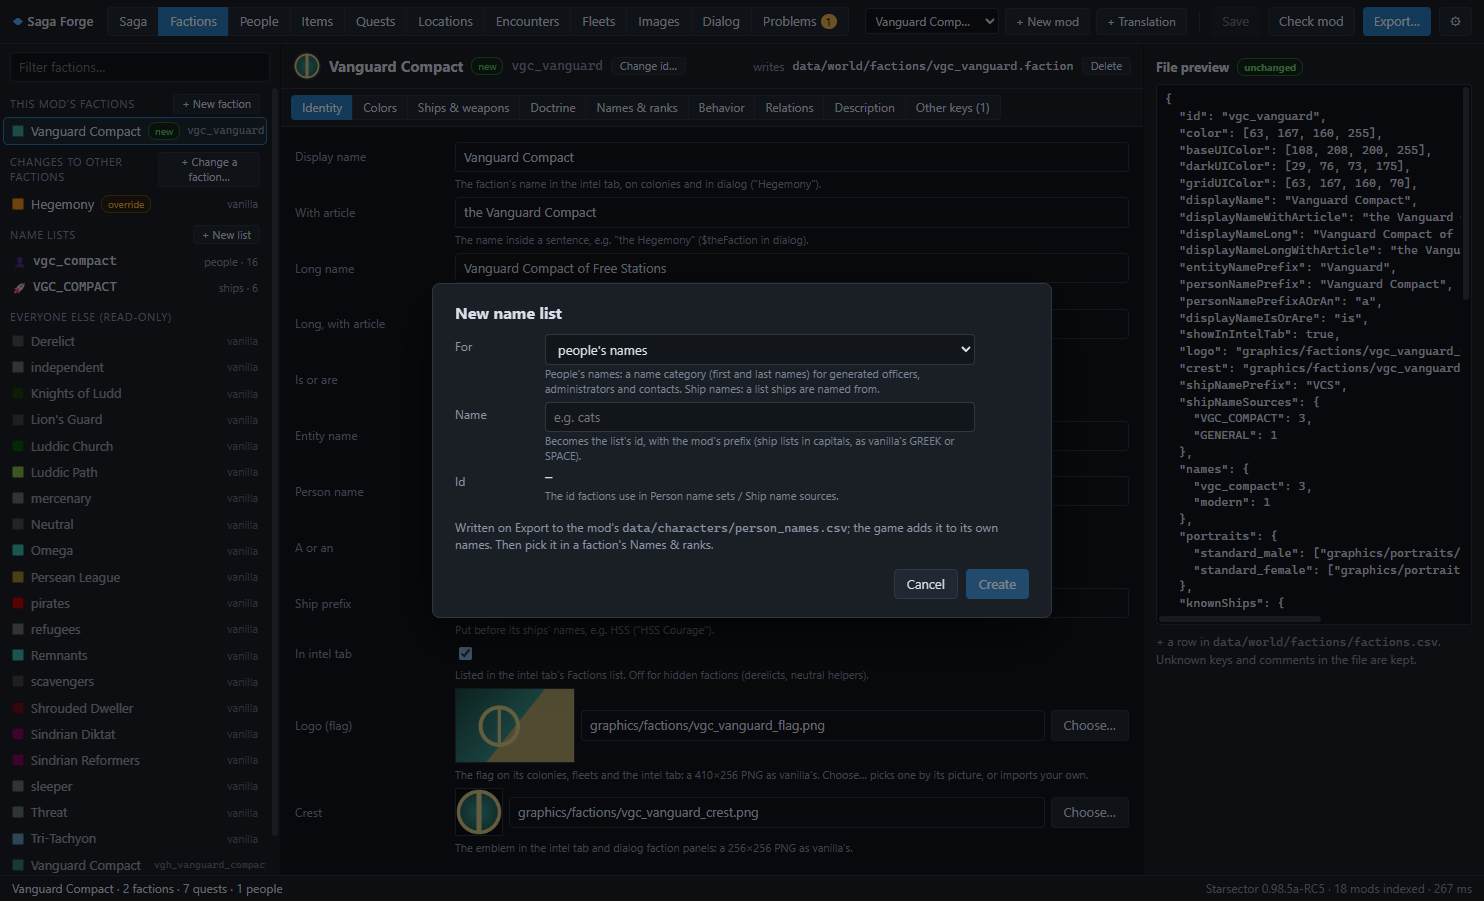 Saga Forge
Saga Factions People Items Quests Locations Encounters Fleets Images Dialog Problems 1
Vanguard Comp... + New mod + Translation Save Check mod Export...
Filter factions...
THIS MOD'S FACTIONS + New faction
Vanguard Compact new vgc_vanguard
CHANGES TO OTHER FACTIONS + Change a faction...
Hegemony override vanilla
NAME LISTS + New list
vgc_compact people · 16
VGC_COMPACT ships · 6
EVERYONE ELSE (READ-ONLY)
Derelict vanilla
independent vanilla
Knights of Ludd vanilla
Lion's Guard vanilla
Luddic Church vanilla
Luddic Path vanilla
mercenary vanilla
Neutral vanilla
Omega vanilla
Persean League vanilla
pirates vanilla
refugees vanilla
Remnants vanilla
scavengers vanilla
Shrouded Dweller vanilla
Sindrian Diktat vanilla
Sindrian Reformers vanilla
sleeper vanilla
Threat vanilla
Tri-Tachyon vanilla
Vanguard Compact vgh_vanguard_compac
Vanguard Compact new vgc_vanguard Change id... writes data/world/factions/vgc_vanguard.faction Delete
Identity Colors Ships & weapons Doctrine Names & ranks Behavior Relations Description Other keys (1)
Display name Vanguard Compact
The faction's name in the intel tab, on colonies and in dialog ("Hegemony").
With article the Vanguard Compact
The name inside a sentence, e.g. "the Hegemony" ($theFaction in dialog).
Long name Vanguard Compact of Free Stations
Long, with article
Is or are
Entity name
Person name
A or an
Ship prefix
Put before its ships' names, e.g. HSS ("HSS Courage").
In intel tab
Listed in the intel tab's Factions list. Off for hidden factions (derelicts, neutral helpers).
Logo (flag) graphics/factions/vgc_vanguard_flag.png Choose...
The flag on its colonies, fleets and the intel tab: a 410×256 PNG as vanilla's. Choose... picks one by its picture, or imports your own.
Crest graphics/factions/vgc_vanguard_crest.png Choose...
The emblem in the intel tab and dialog faction panels: a 256×256 PNG as vanilla's.
New name list
For people's names
People's names: a name category (first and last names) for generated officers,
administrators and contacts. Ship names: a list ships are named from.
Name e.g. cats
Becomes the list's id, with the mod's prefix (ship lists in capitals, as vanilla's GREEK or
SPACE).
Id –
The id factions use in Person name sets / Ship name sources.
Written on Export to the mod's data/characters/person_names.csv; the game adds it to its own
names. Then pick it in a faction's Names & ranks.
Cancel Create
File preview unchanged
{
"id": "vgc_vanguard",
"color": [63, 167, 160, 255],
"baseUIColor": [108, 208, 200, 255],
"darkUIColor": [29, 76, 73, 175],
"gridUIColor": [63, 167, 160, 70],
"displayName": "Vanguard Compact",
"displayNameWithArticle": "the Vanguard
"displayNameLong": "Vanguard Compact of
"displayNameLongWithArticle": "the Vangu
"entityNamePrefix": "Vanguard",
"personNamePrefix": "Vanguard Compact",
"personNamePrefixAOrAn": "a",
"displayNameIsOrAre": "is",
"showInIntelTab": true,
"logo": "graphics/factions/vgc_vanguard_
"crest": "graphics/factions/vgc_vanguard
"shipNamePrefix": "VCS",
"shipNameSources": {
"VGC_COMPACT": 3,
"GENERAL": 1
},
"names": {
"vgc_compact": 3,
"modern": 1
},
"portraits": {
"standard_male": ["graphics/portraits/
"standard_female": ["graphics/portrait
},
"knownShips": {
+ a row in data/world/factions/factions.csv.
Unknown keys and comments in the file are kept.
Vanguard Compact · 2 factions · 7 quests · 1 people
Starsector 0.98.5a-RC5 · 18 mods indexed · 267 ms